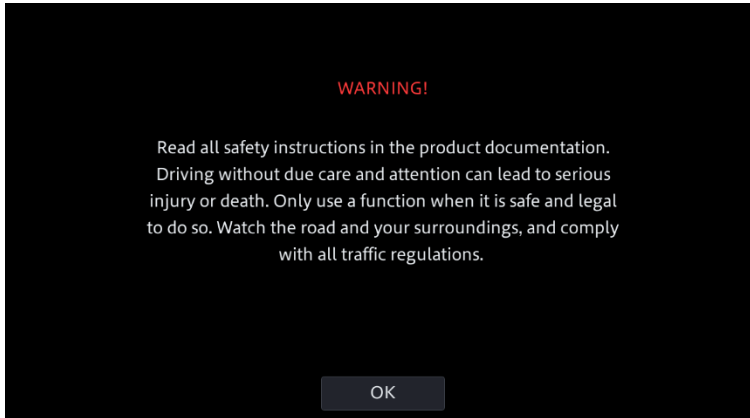 WARNING!
Read all safety instructions in the product documentation.
Driving without due care and attention can lead to serious
injury or death. Only use a function when it is safe and legal
to do so. Watch the road and your surroundings, and comply
with all traffic regulations.
OK